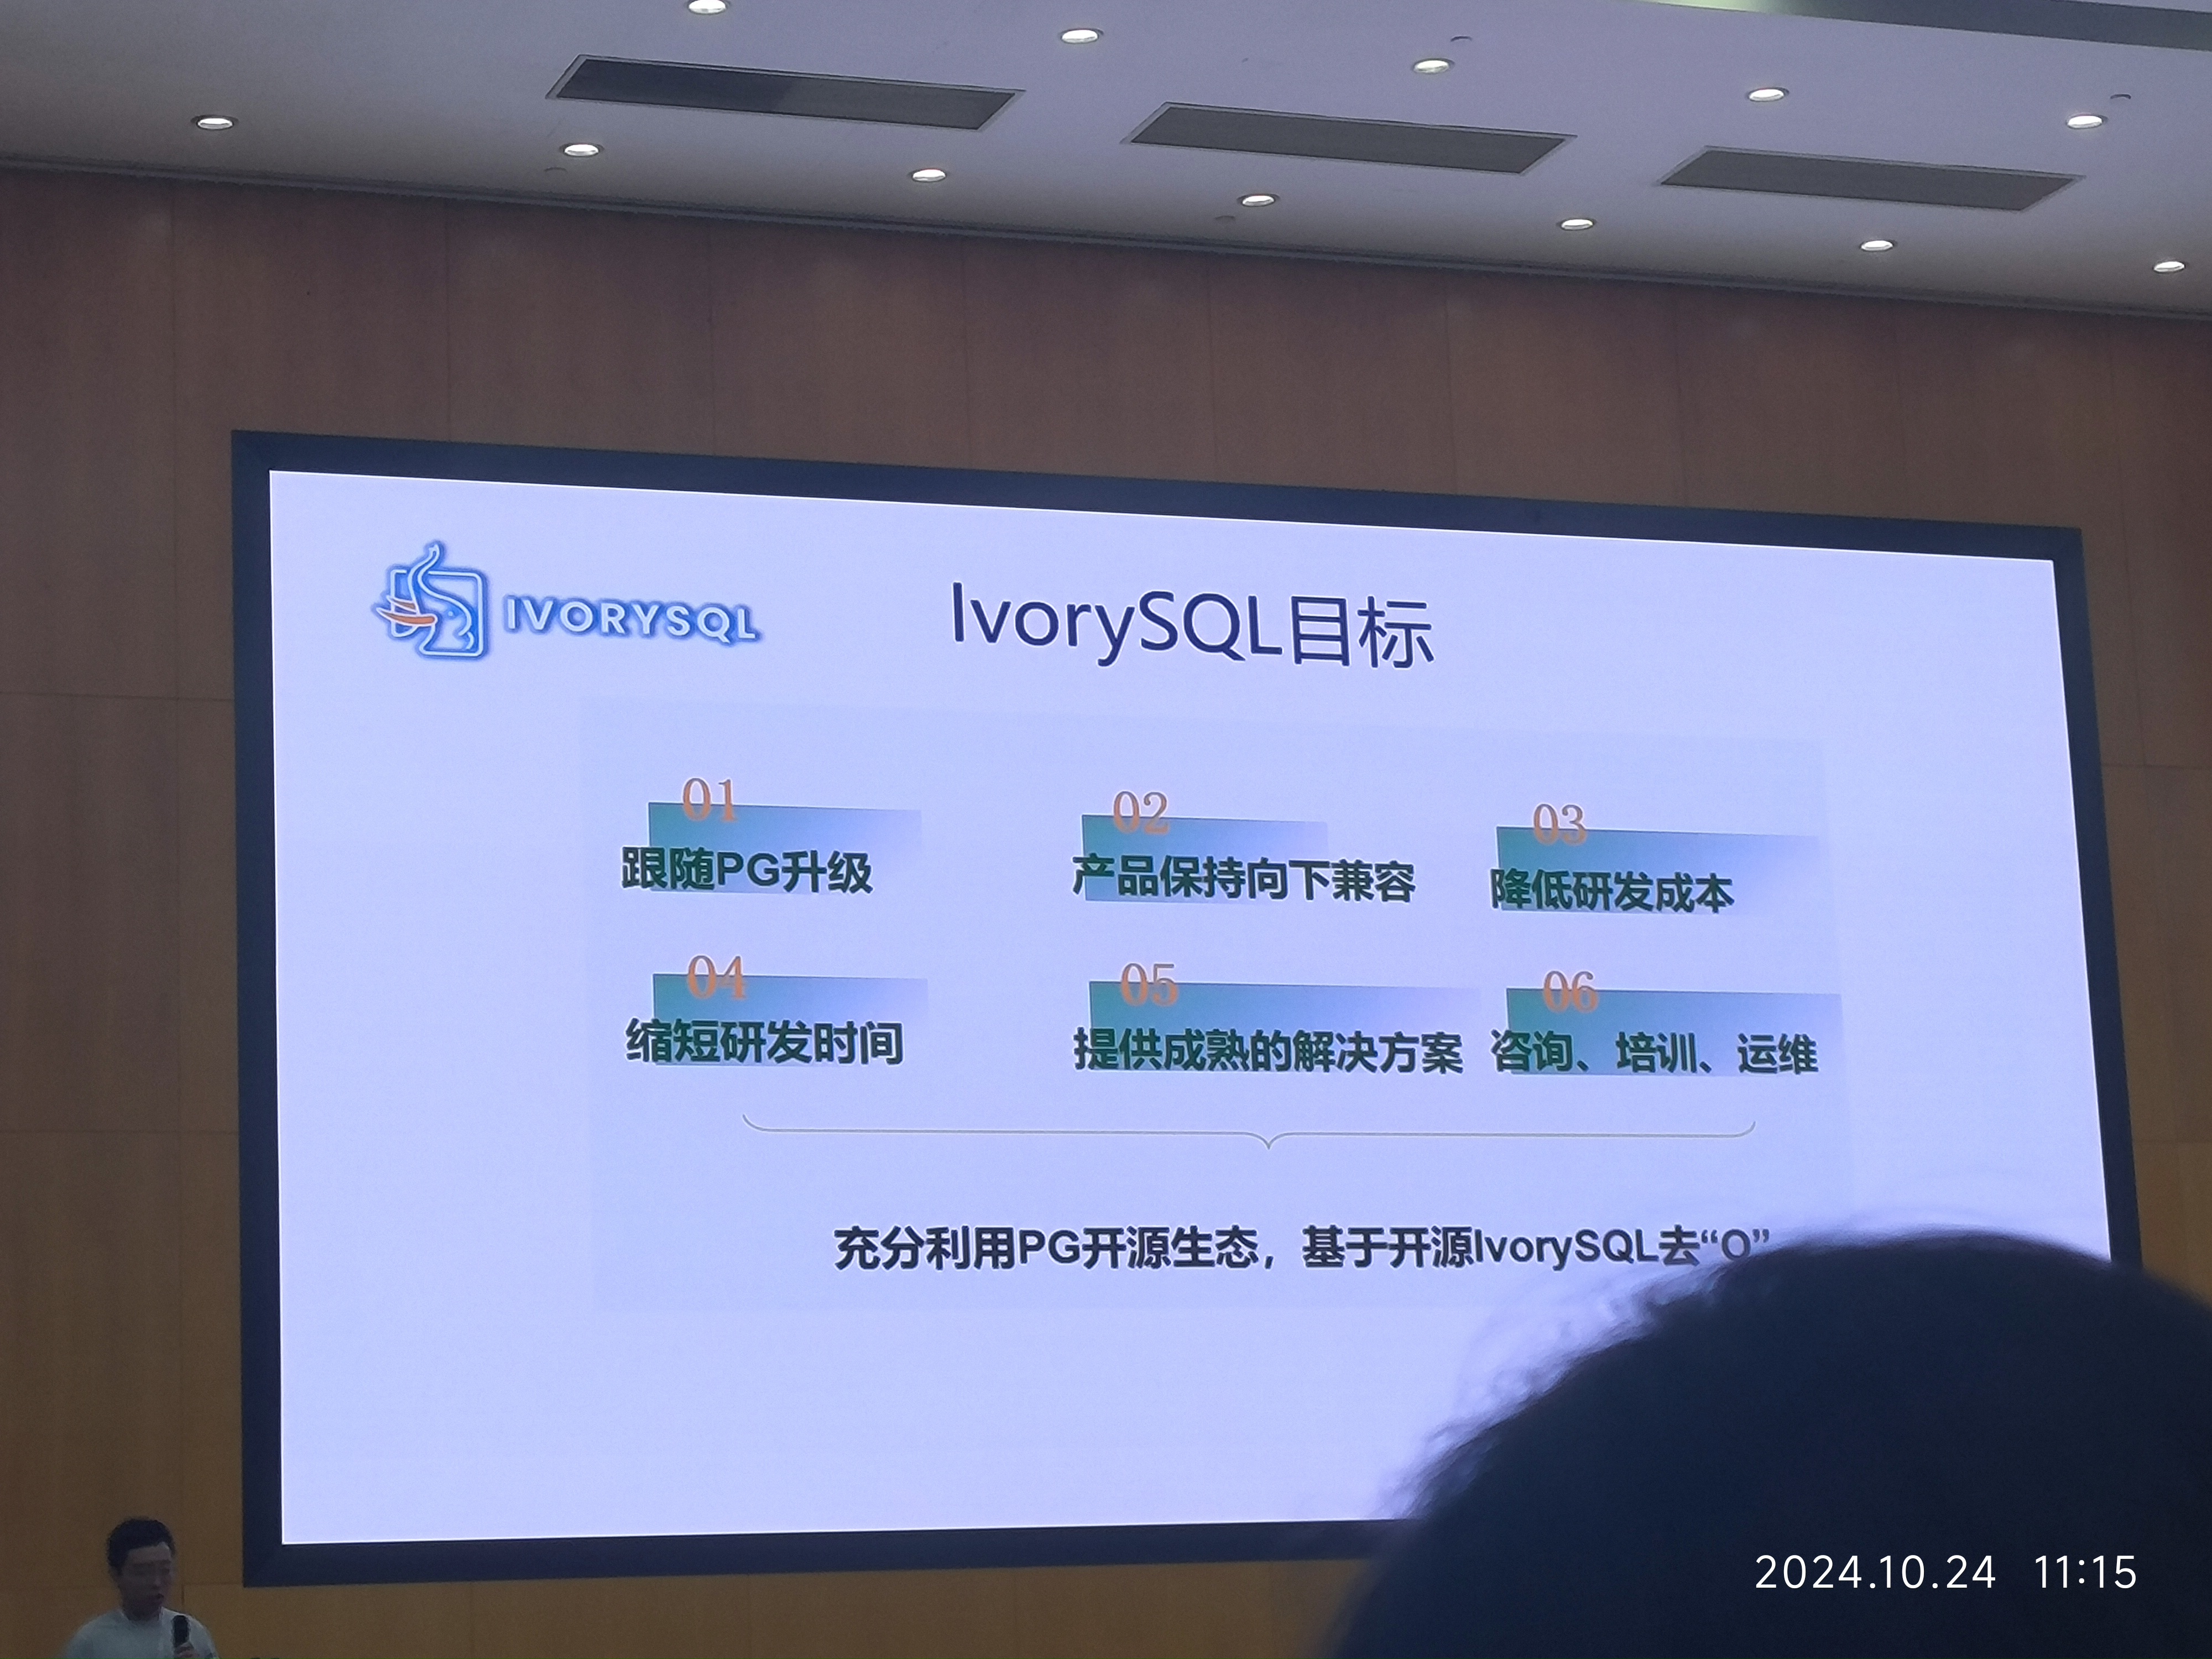 IVORYSQL
IvorySQL目标
01
跟随PG升级
02
产品保持向下兼容
03
降低研发成本
04
缩短研发时间
05
提供成熟的解决方案
06
咨询、培训、运维
充分利用PG开源生态，基于开源IvorySQL去“O”
2024.10.24 11:15